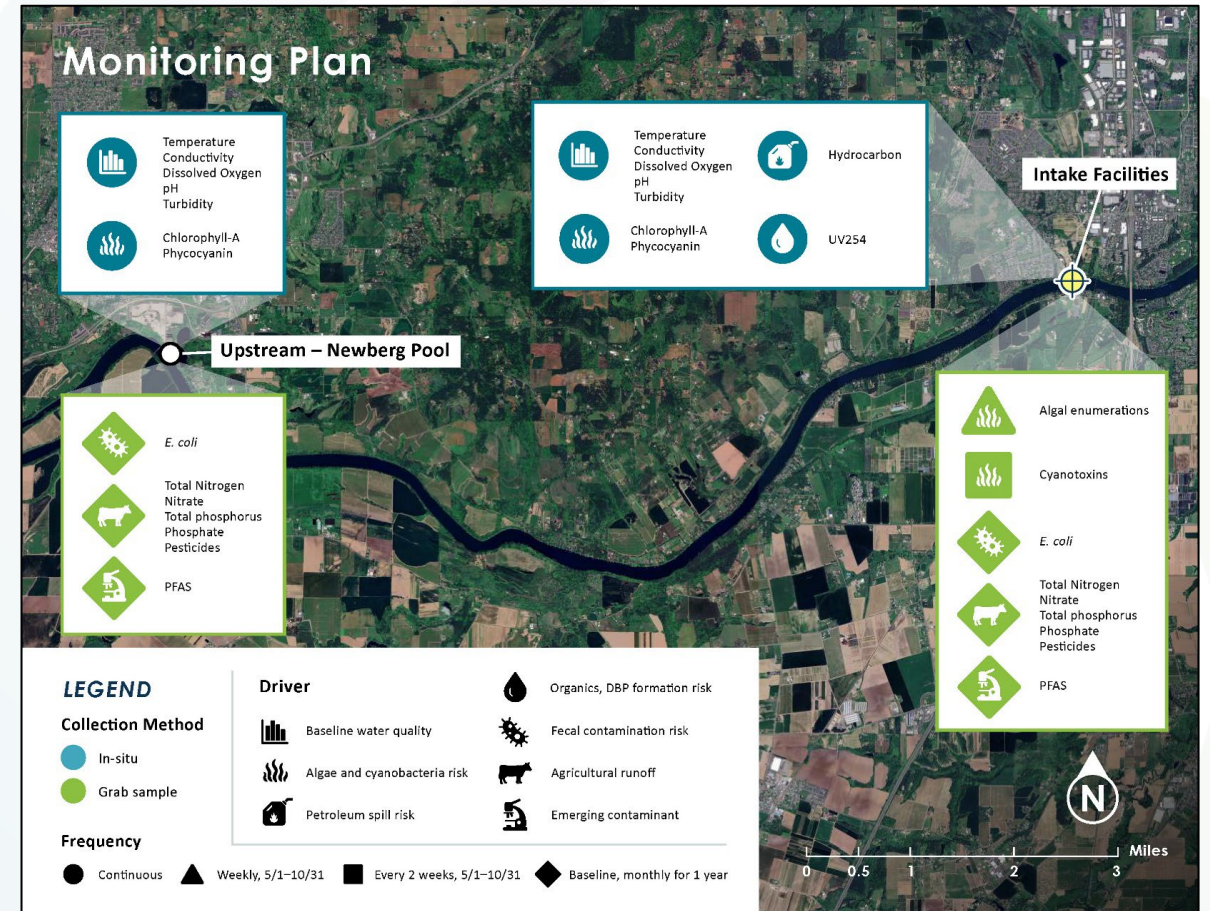 Monitoring Plan
Temperature
Conductivity
Dissolved Oxygen
pH
Turbidity
Chlorophyll-A
Phycocyanin
Temperature
Conductivity
Dissolved Oxygen
pH
Turbidity
Chlorophyll-A
Phycocyanin
Hydrocarbon
UV254
Intake Facilities
Upstream – Newberg Pool
E. coli
Total Nitrogen
Nitrate
Total phosphorus
Phosphate
Pesticides
PFAS
Algal enumerations
Cyanotoxins
E. coli
Total Nitrogen
Nitrate
Total phosphorus
Phosphate
Pesticides
PFAS
LEGEND
Collection Method
In-situ
Grab sample
Driver
Baseline water quality
Algae and cyanobacteria risk
Petroleum spill risk
Organics, DBP formation risk
Fecal contamination risk
Agricultural runoff
Emerging contaminant
Frequency
Continuous
Weekly, 5/1–10/31
Every 2 weeks, 5/1–10/31
Baseline, monthly for 1 year
N
Miles
0 0.5 1 2 3